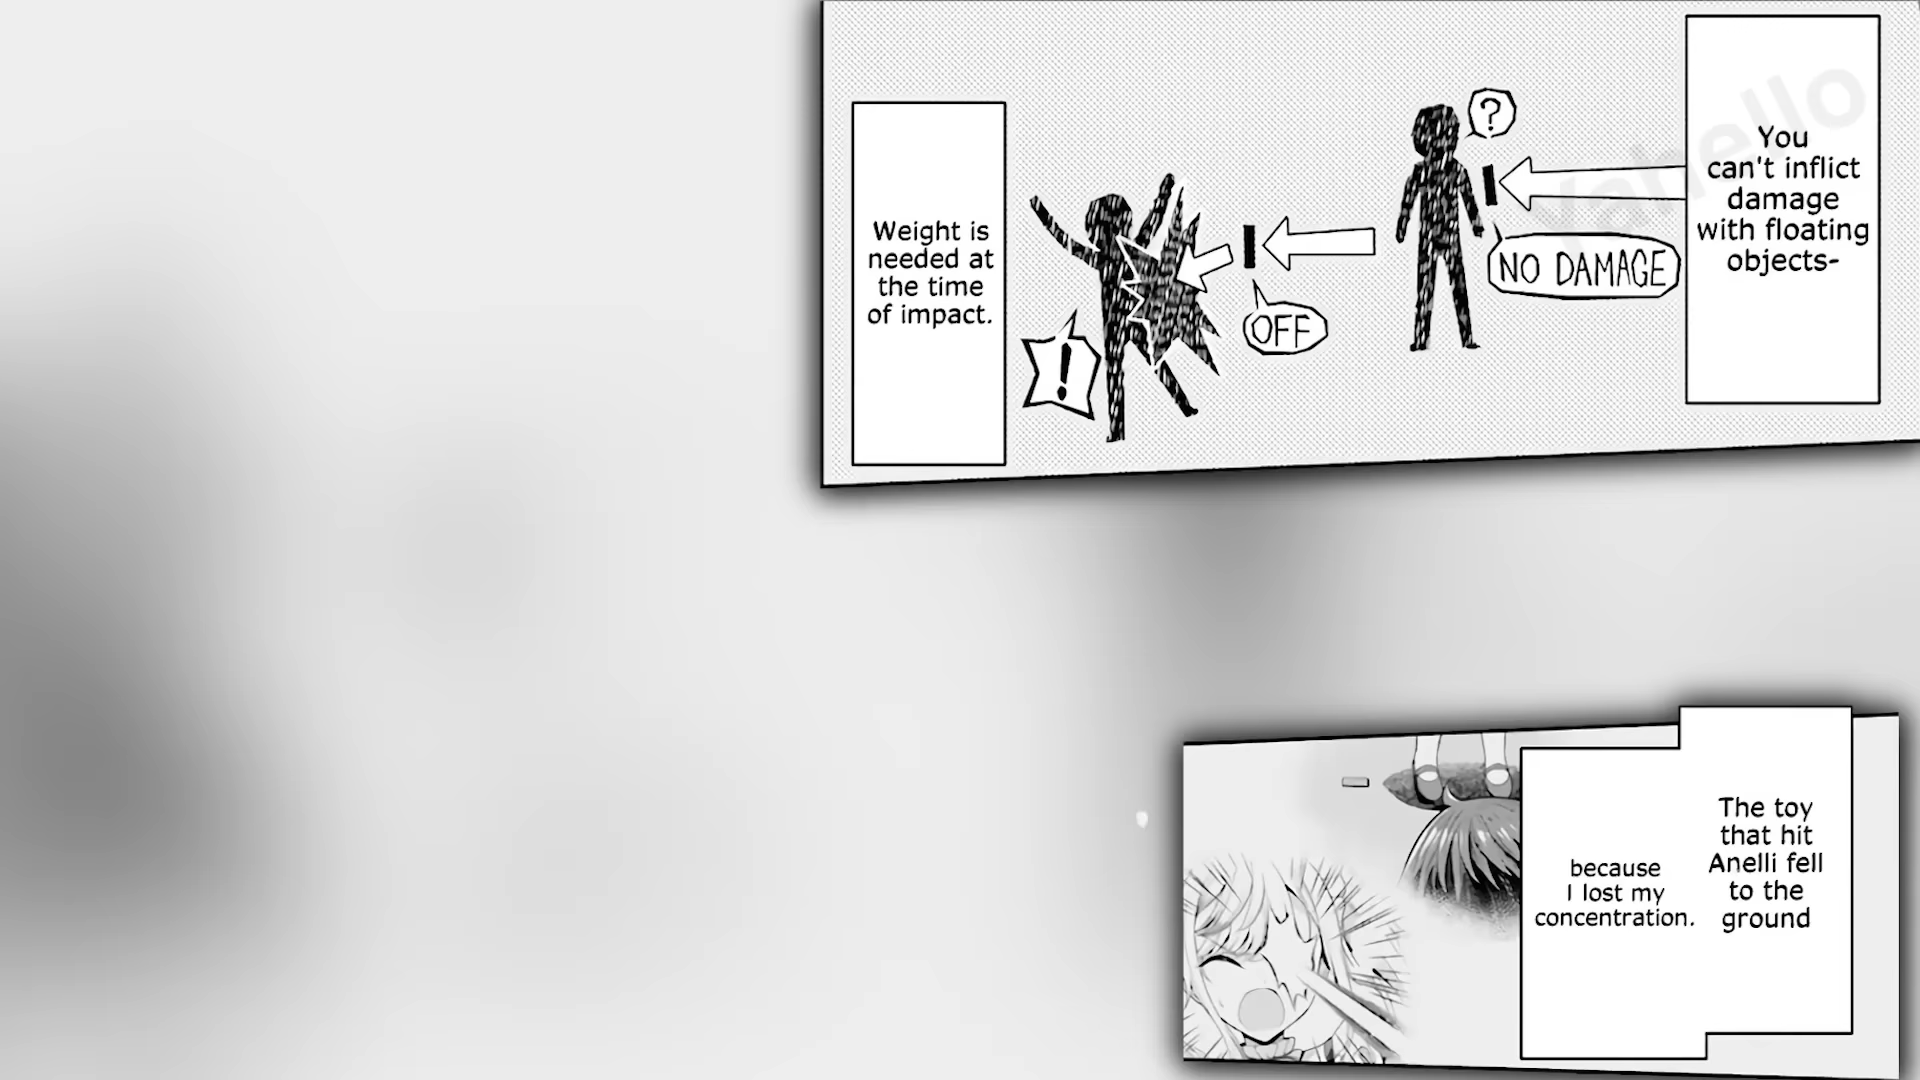 You
can't inflict
damage
with floating
objects-
?
NO DAMAGE
OFF
!
Weight is
needed at
the time
of impact.
The toy
that hit
Anelli fell
to the
ground
because
I lost my
concentration.
Yahello